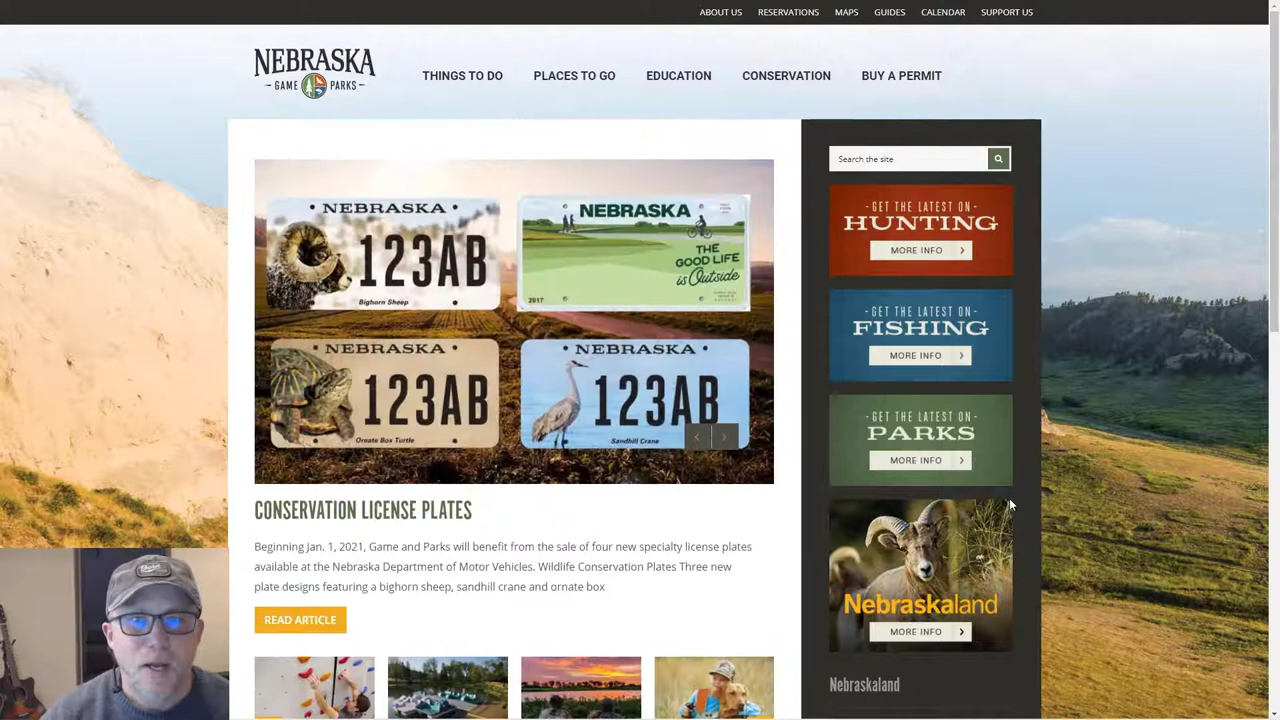 ABOUT US RESERVATIONS MAPS GUIDES CALENDAR SUPPORT US
NEBRASKA
GAME PARKS
THINGS TO DO PLACES TO GO EDUCATION CONSERVATION BUY A PERMIT
Search the site
NEBRASKA
123AB
Bighorn Sheep
NEBRASKA
THE
GOOD LIFE
is Outside
2017
NEBRASKA
123AB
Ornate Box Turtle
NEBRASKA
123AB
Sandhill Crane
CONSERVATION LICENSE PLATES
Beginning Jan. 1, 2021, Game and Parks will benefit from the sale of four new specialty license plates
available at the Nebraska Department of Motor Vehicles. Wildlife Conservation Plates Three new
plate designs featuring a bighorn sheep, sandhill crane and ornate box
READ ARTICLE
- GET THE LATEST ON -
HUNTING
MORE INFO
- GET THE LATEST ON -
FISHING
MORE INFO
- GET THE LATEST ON -
PARKS
MORE INFO
Nebraskaland
MORE INFO
Nebraskaland